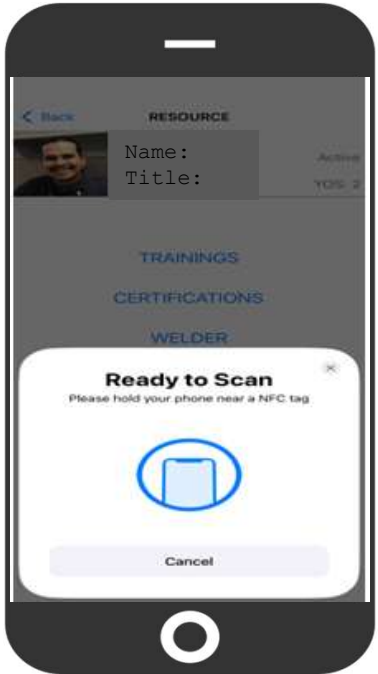 Back
RESOURCE
Name:
Title:
Active
YOS: 2
TRAININGS
CERTIFICATIONS
WELDER
Ready to Scan
Please hold your phone near a NFC tag
Cancel